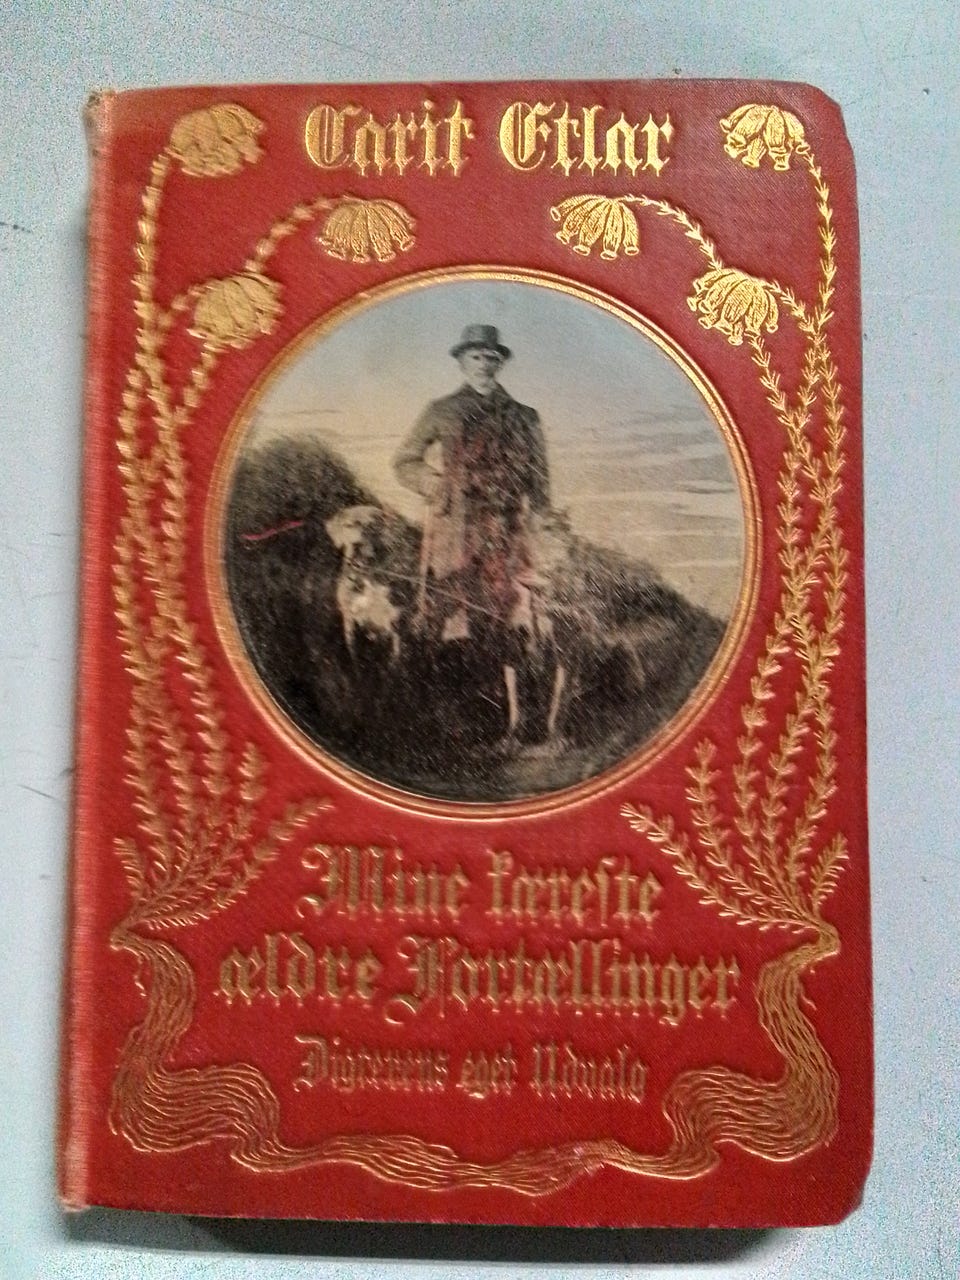 Carit Etlar
Mine kæreste
ældre Fortællinger
Digterens eget Udvalg